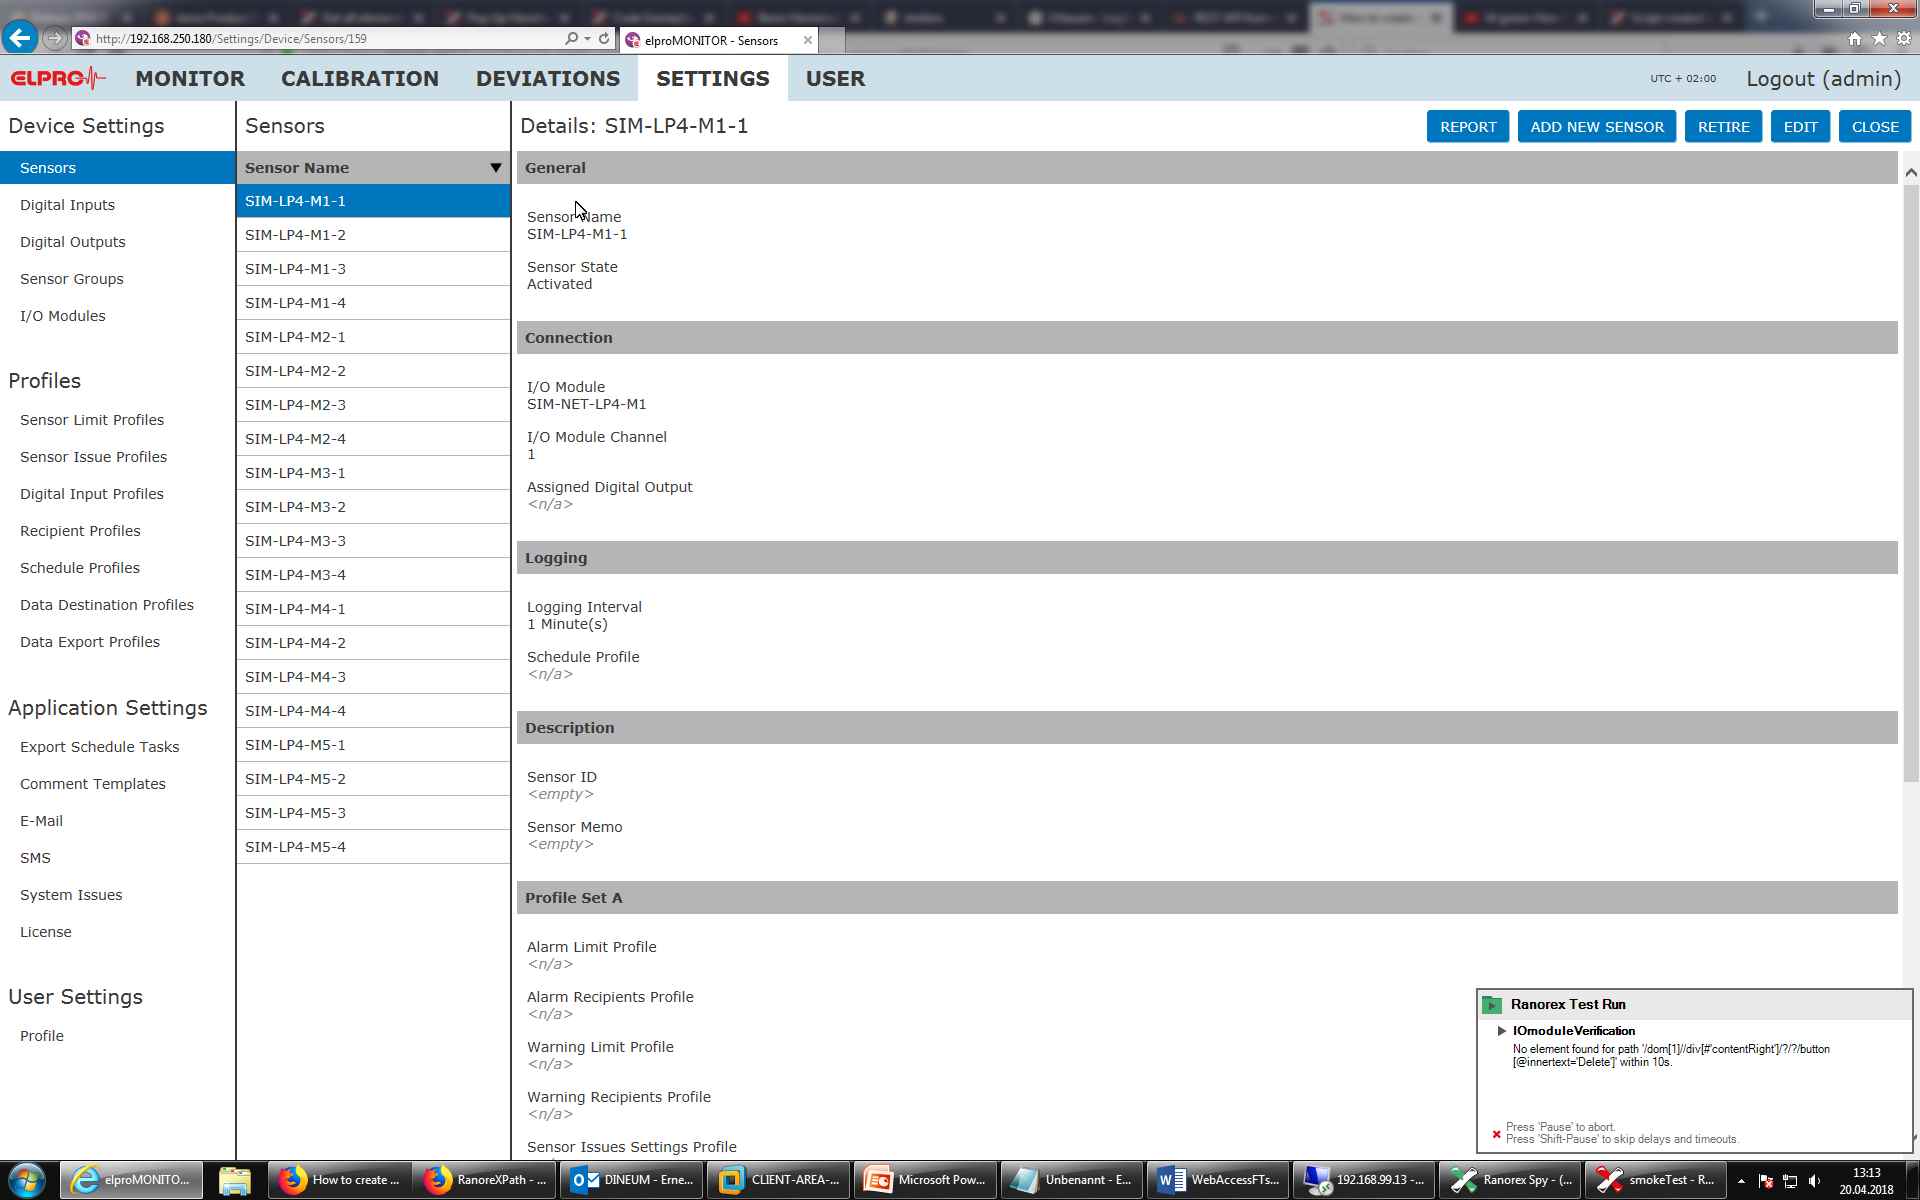 http://192.168.250.180/Settings/Device/Sensors/159
elproMONITOR - Sensors
ELPRO
MONITOR
CALIBRATION
DEVIATIONS
SETTINGS
USER
UTC + 02:00
Logout (admin)
Device Settings
Sensors
Digital Inputs
Digital Outputs
Sensor Groups
I/O Modules
Profiles
Sensor Limit Profiles
Sensor Issue Profiles
Digital Input Profiles
Recipient Profiles
Schedule Profiles
Data Destination Profiles
Data Export Profiles
Application Settings
Export Schedule Tasks
Comment Templates
E-Mail
SMS
System Issues
License
User Settings
Profile
Sensors
Sensor Name
SIM-LP4-M1-1
SIM-LP4-M1-2
SIM-LP4-M1-3
SIM-LP4-M1-4
SIM-LP4-M2-1
SIM-LP4-M2-2
SIM-LP4-M2-3
SIM-LP4-M2-4
SIM-LP4-M3-1
SIM-LP4-M3-2
SIM-LP4-M3-3
SIM-LP4-M3-4
SIM-LP4-M4-1
SIM-LP4-M4-2
SIM-LP4-M4-3
SIM-LP4-M4-4
SIM-LP4-M5-1
SIM-LP4-M5-2
SIM-LP4-M5-3
SIM-LP4-M5-4
Details: SIM-LP4-M1-1
REPORT
ADD NEW SENSOR
RETIRE
EDIT
CLOSE
General
Sensor Name
SIM-LP4-M1-1
Sensor State
Activated
Connection
I/O Module
SIM-NET-LP4-M1
I/O Module Channel
1
Assigned Digital Output
<n/a>
Logging
Logging Interval
1 Minute(s)
Schedule Profile
<n/a>
Description
Sensor ID
<empty>
Sensor Memo
<empty>
Profile Set A
Alarm Limit Profile
<n/a>
Alarm Recipients Profile
<n/a>
Warning Limit Profile
<n/a>
Warning Recipients Profile
<n/a>
Sensor Issues Settings Profile
Ranorex Test Run
IOmoduleVerification
No element found for path '/dom[1]//div[#'contentRight']/?/?/button
[@innertext='Delete']' within 10s.
Press 'Pause' to abort.
Press 'Shift-Pause' to skip delays and timeouts.
elproMONITO...
How to create ...
RanoreXPath - ...
DINEUM - Erne...
CLIENT-AREA-...
Microsoft Pow...
Unbenannt - E...
WebAccessFTs...
192.168.99.13 -...
Ranorex Spy - (...
smokeTest - R...
13:13
20.04.2018